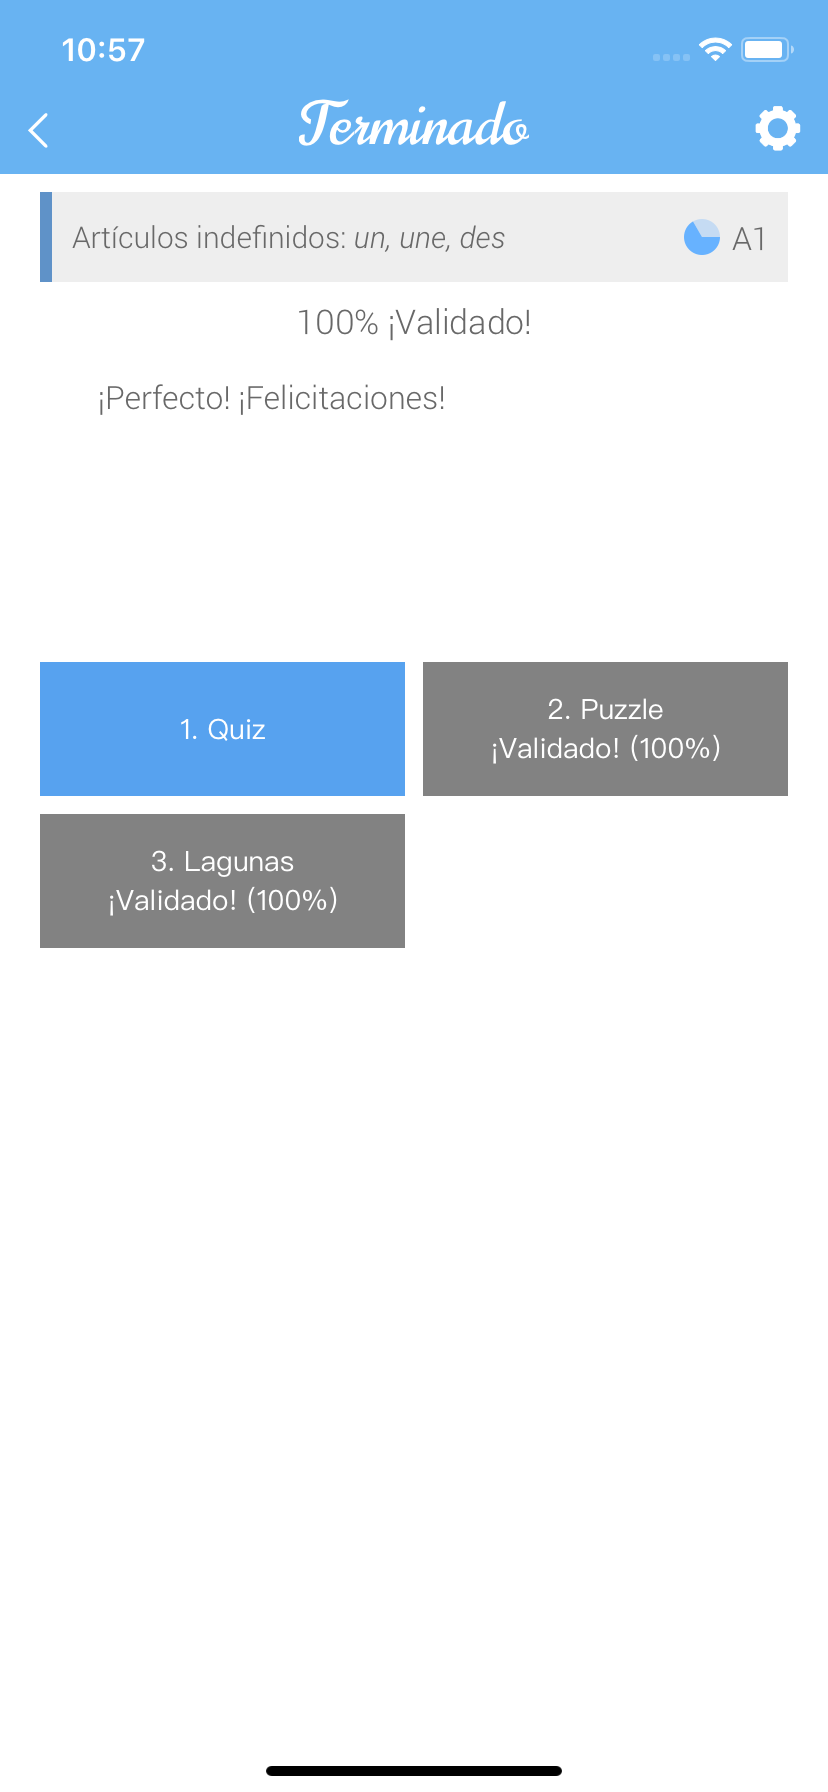 10:57
Terminado
Artículos indefinidos: un, une, des
A1
100% ¡Validado!
¡Perfecto! ¡Felicitaciones!
1. Quiz
2. Puzzle
¡Validado! (100%)
3. Lagunas
¡Validado! (100%)